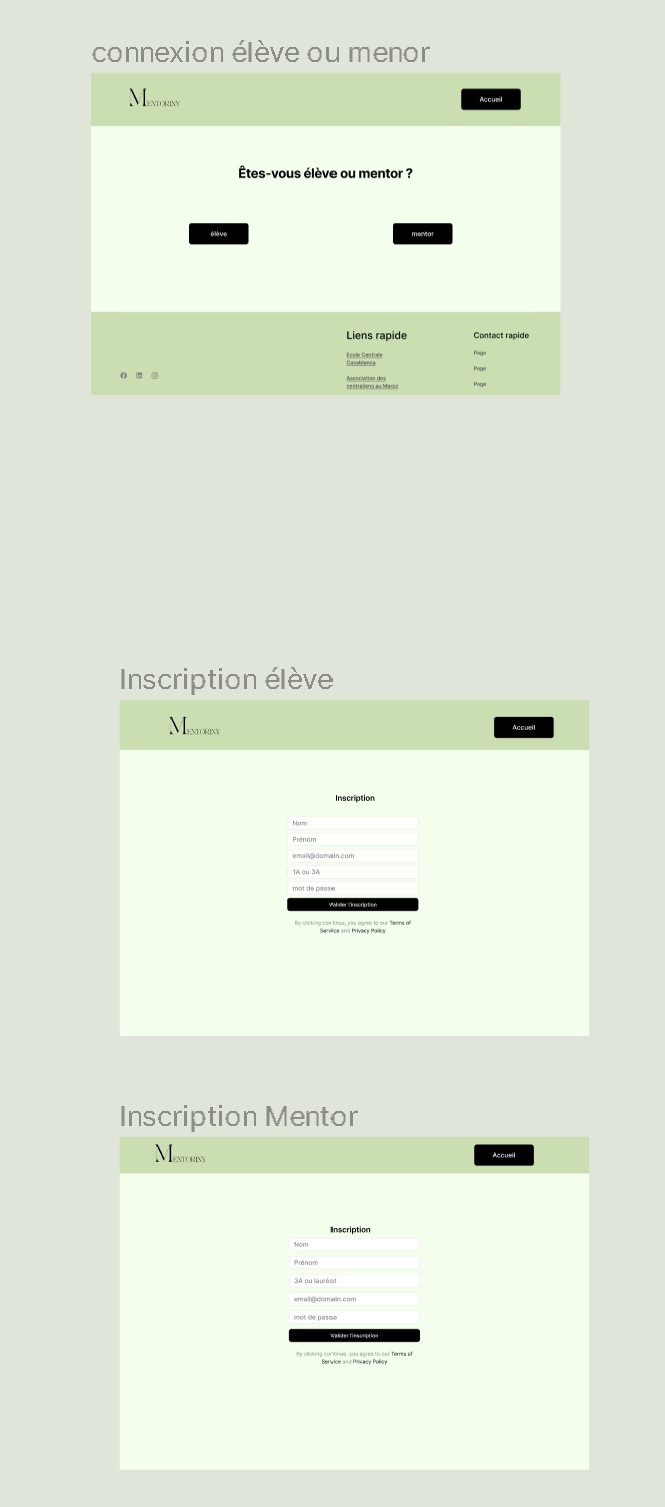 connexion élève ou menor
MENTORINY
Accueil
Êtes-vous élève ou mentor ?
élève
mentor
Liens rapide
Contact rapide
Ecole Centrale
Casablanca
Page
Page
Association des
centraliens au Maroc
Page
Inscription élève
MENTORINY
Accueil
Inscription
Nom
Prénom
email@domain.com
1A ou 3A
mot de passe
Valider l'inscription
By clicking continue, you agree to our Terms of
Service and Privacy Policy
Inscription Mentor
MENTORINY
Accueil
Inscription
Nom
Prénom
3A ou lauréat
email@domain.com
mot de passe
Valider l'inscription
By clicking continue, you agree to our Terms of
Service and Privacy Policy